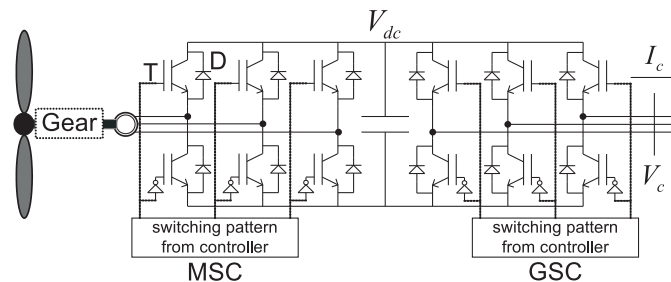 V_dc
T
D
I_c
Gear
V_c
switching pattern
from controller
switching pattern
from controller
MSC
GSC